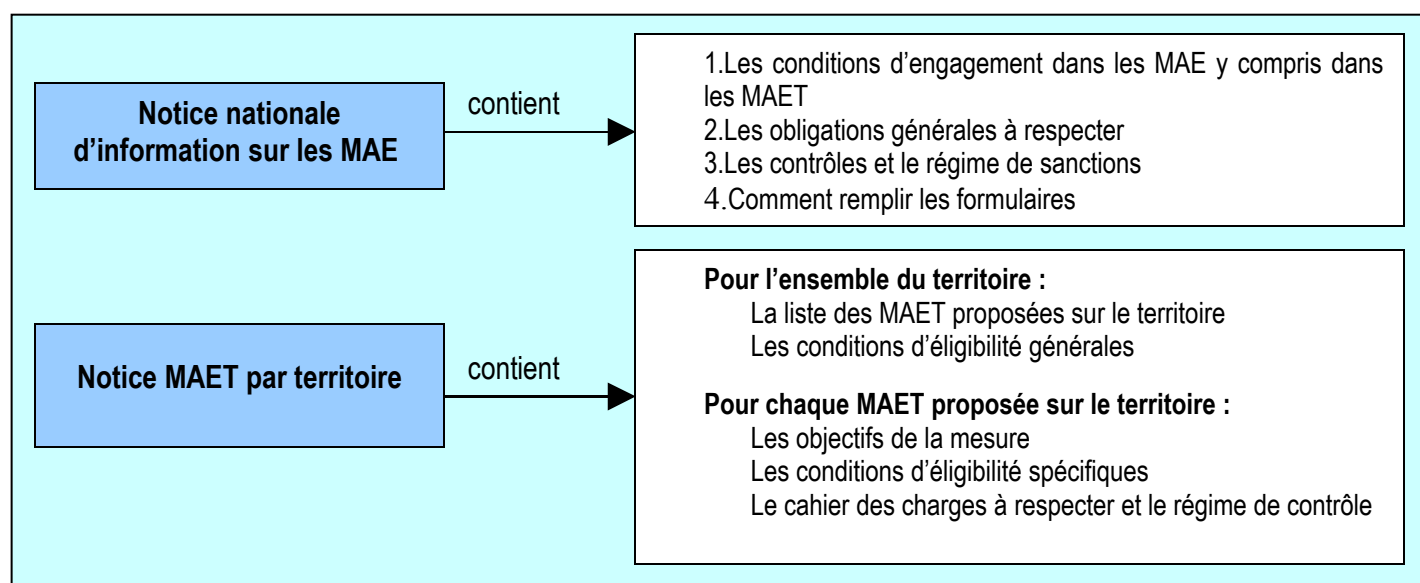 Notice nationale
d’information sur les MAE
contient
1.Les conditions d’engagement dans les MAE y compris dans
les MAET
2.Les obligations générales à respecter
3.Les contrôles et le régime de sanctions
4.Comment remplir les formulaires
Notice MAET par territoire
contient
Pour l’ensemble du territoire :
La liste des MAET proposées sur le territoire
Les conditions d’éligibilité générales
Pour chaque MAET proposée sur le territoire :
Les objectifs de la mesure
Les conditions d’éligibilité spécifiques
Le cahier des charges à respecter et le régime de contrôle